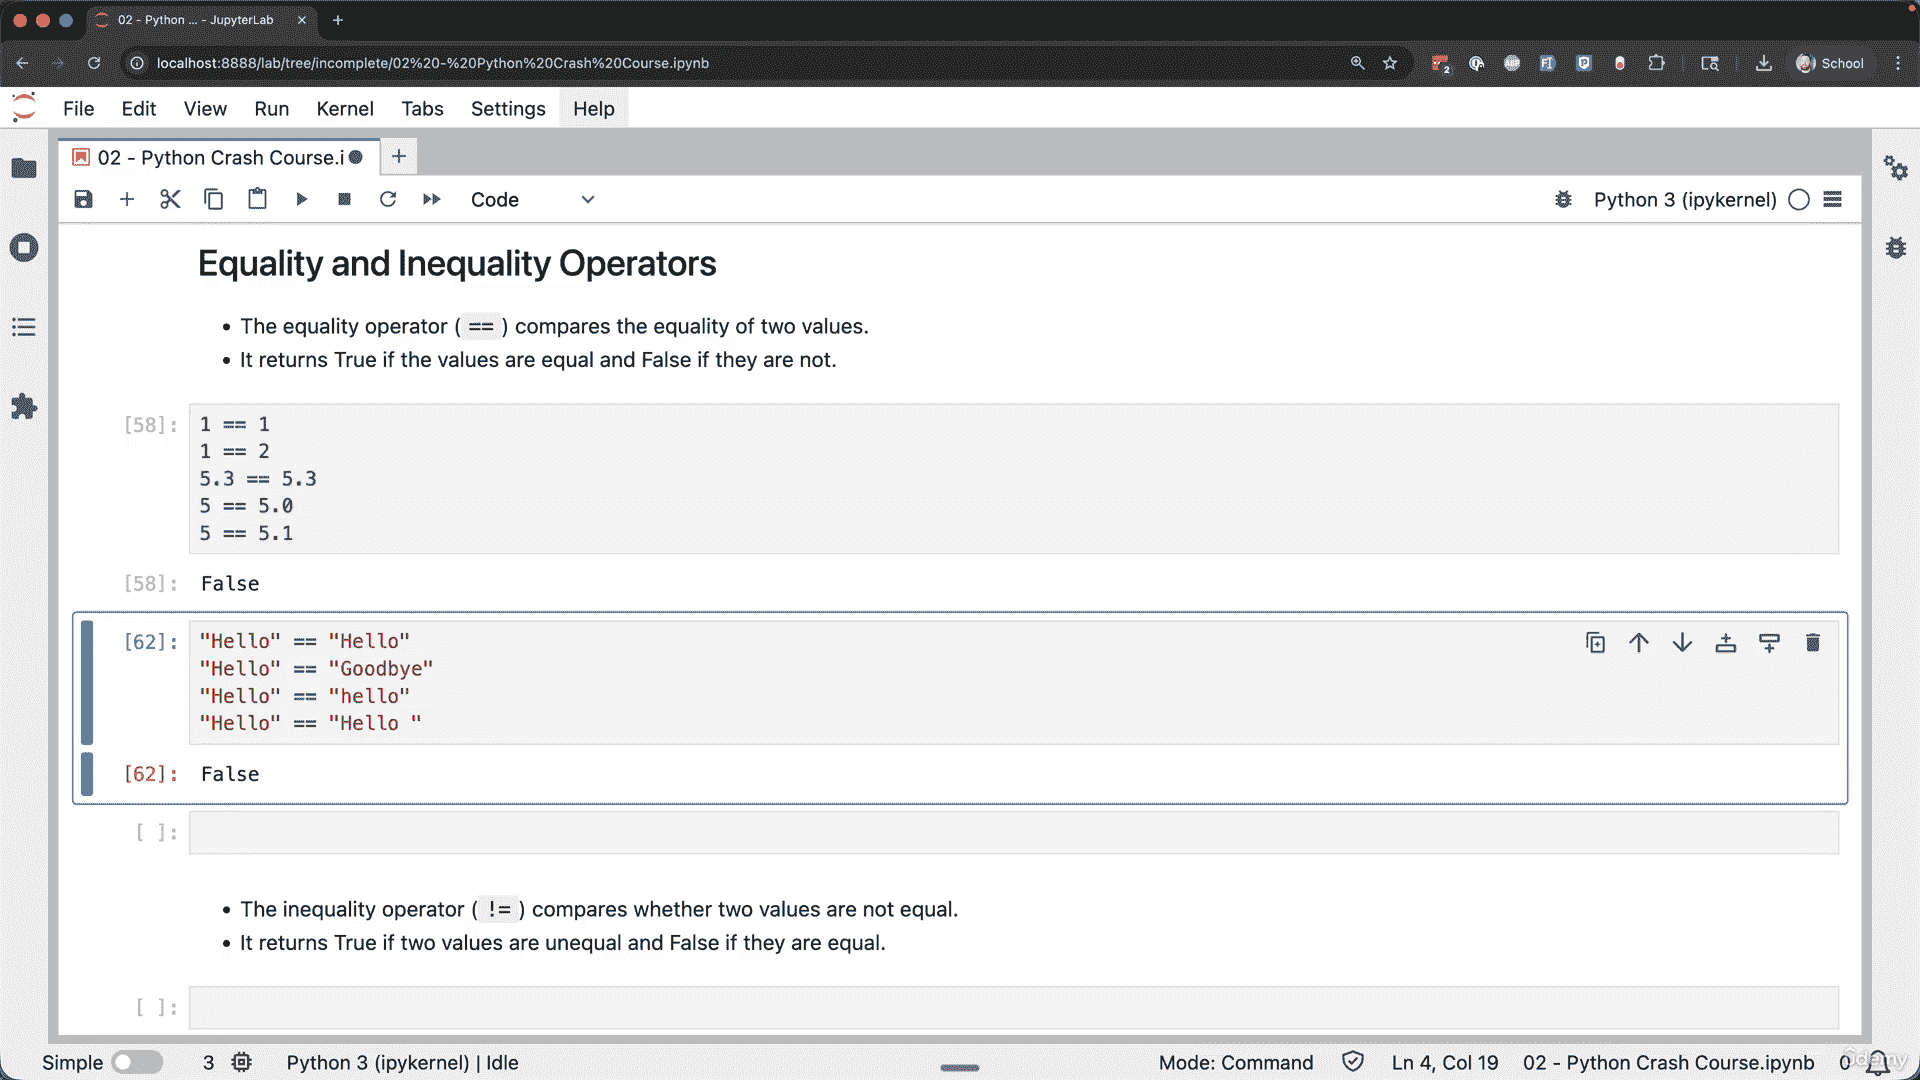 02 - Python ... - JupyterLab
localhost:8888/lab/tree/incomplete/02%20-%20Python%20Crash%20Course.ipynb
2
ABP
School
File Edit View Run Kernel Tabs Settings Help
02 - Python Crash Course.i
Code
Python 3 (ipykernel)
Equality and Inequality Operators
• The equality operator ( == ) compares the equality of two values.
• It returns True if the values are equal and False if they are not.
[58]: 1 == 1
1 == 2
5.3 == 5.3
5 == 5.0
5 == 5.1
[58]: False
[62]: "Hello" == "Hello"
"Hello" == "Goodbye"
"Hello" == "hello"
"Hello" == "Hello "
[62]: False
[ ]:
• The inequality operator ( != ) compares whether two values are not equal.
• It returns True if two values are unequal and False if they are equal.
[ ]:
Simple 3 Python 3 (ipykernel) | Idle Mode: Command Ln 4, Col 19 02 - Python Crash Course.ipynb 0
ûdemy